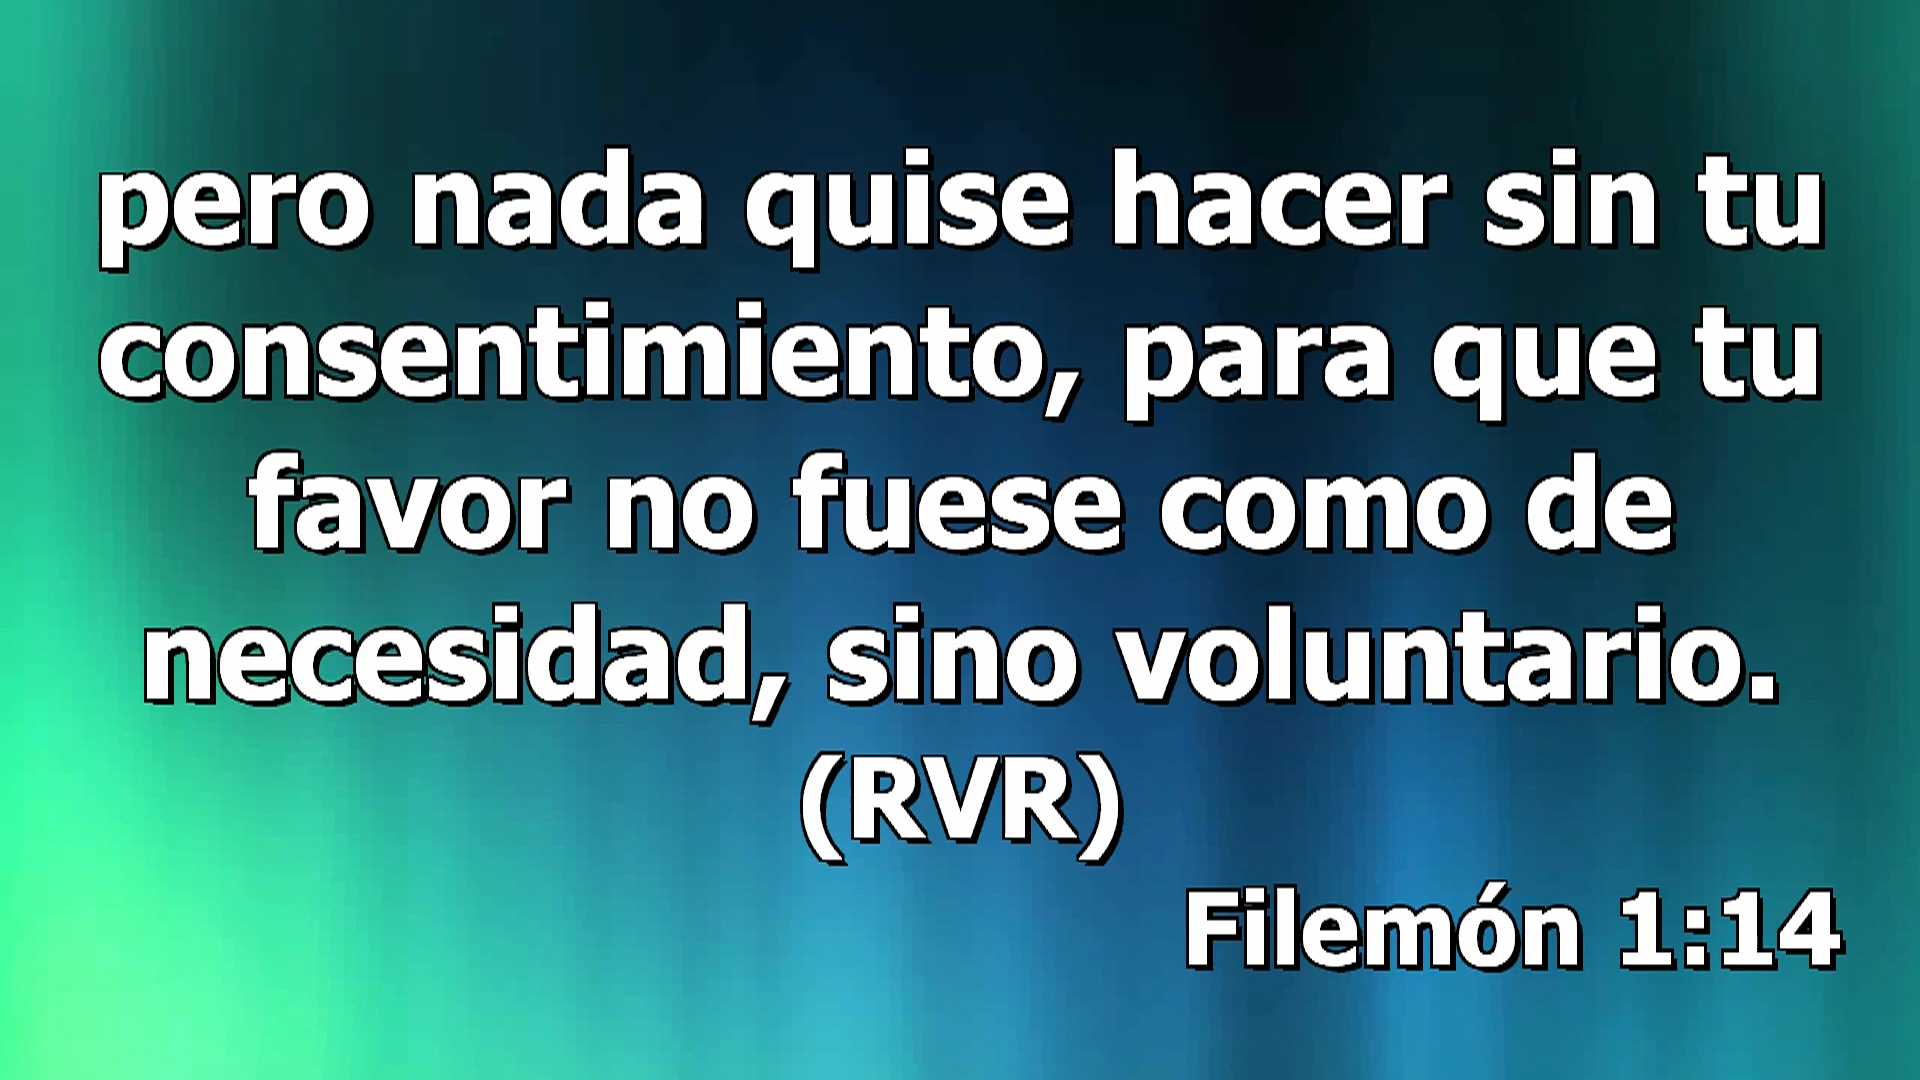 pero nada quise hacer sin tu
consentimiento, para que tu
favor no fuese como de
necesidad, sino voluntario.
(RVR)
Filemón 1:14